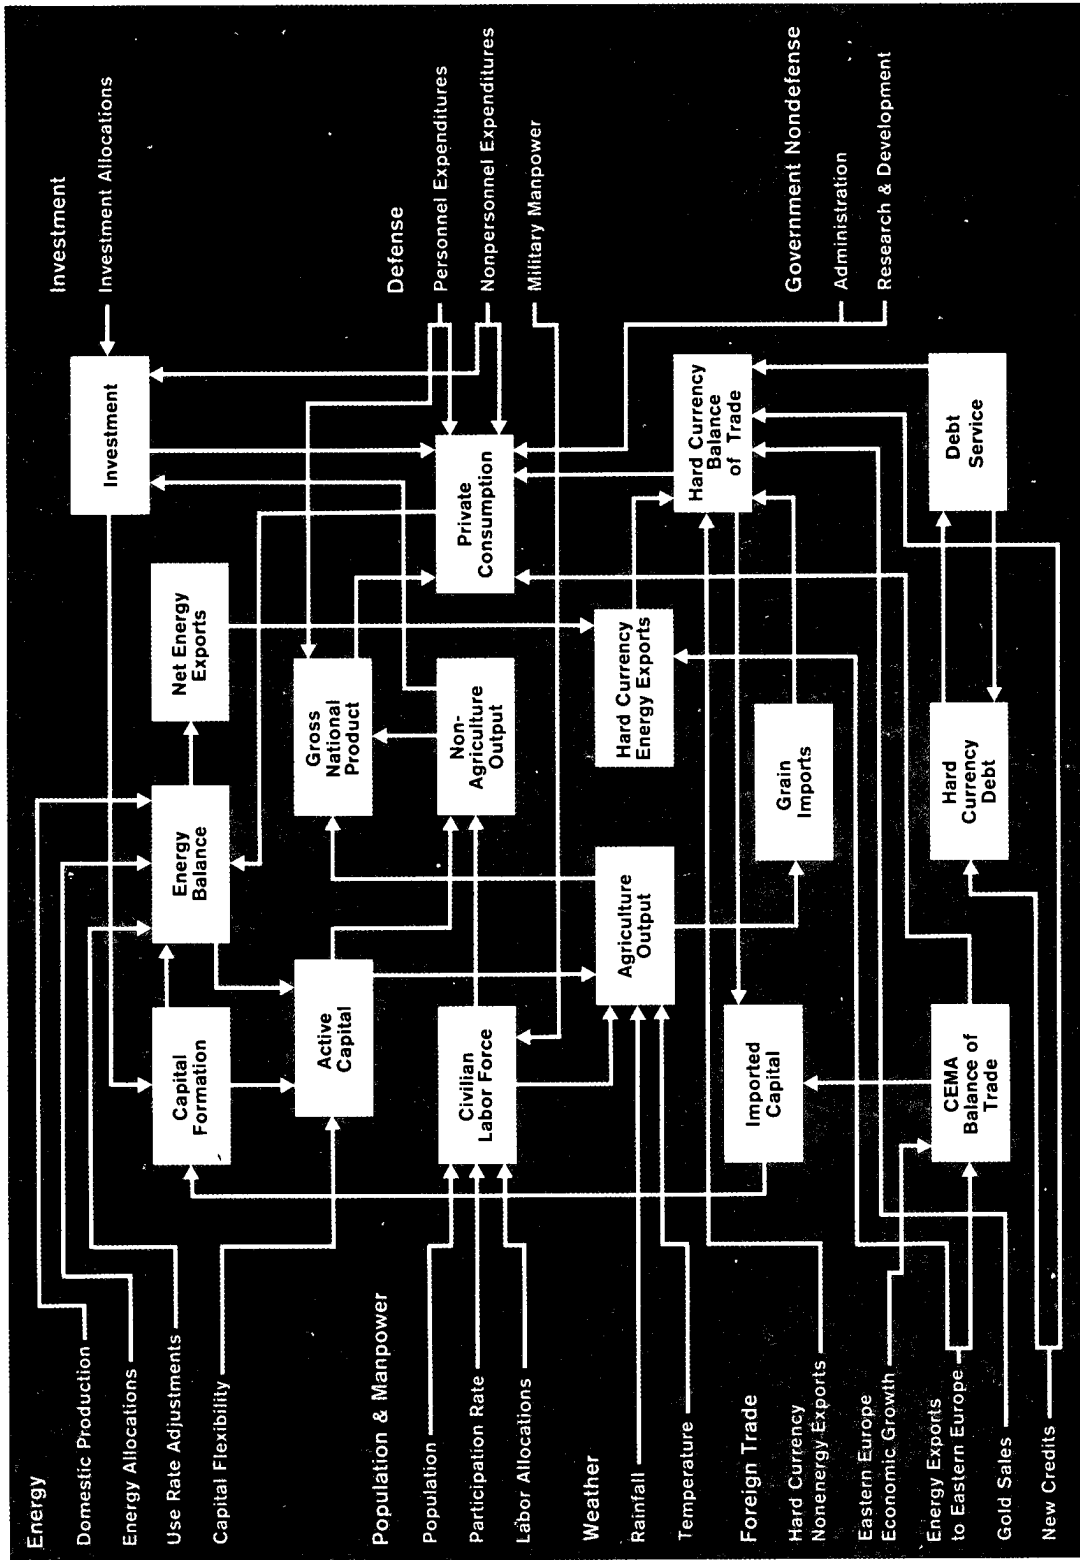 Energy
Domestic Production
Energy Allocations
Use Rate Adjustments
Capital Flexibility
Population & Manpower
Population
Participation Rate
Labor Allocations
Weather
Rainfall
Temperature
Foreign Trade
Hard Currency
Nonenergy Exports
Eastern Europe
Economic Growth
Energy Exports
to Eastern Europe
Gold Sales
New Credits
Capital
Formation
Active
Capital
Civilian
Labor Force
Imported
Capital
CEMA
Balance of
Trade
Energy
Balance
Agriculture
Output
Net Energy
Exports
Gross
National
Product
Non-
Agriculture
Output
Hard Currency
Energy Exports
Grain
Imports
Hard
Currency
Debt
Investment
Private
Consumption
Hard Currency
Balance
of Trade
Debt
Service
Investment
Investment Allocations
Defense
Personnel Expenditures
Nonpersonnel Expenditures
Military Manpower
Government Nondefense
Administration
Research & Development